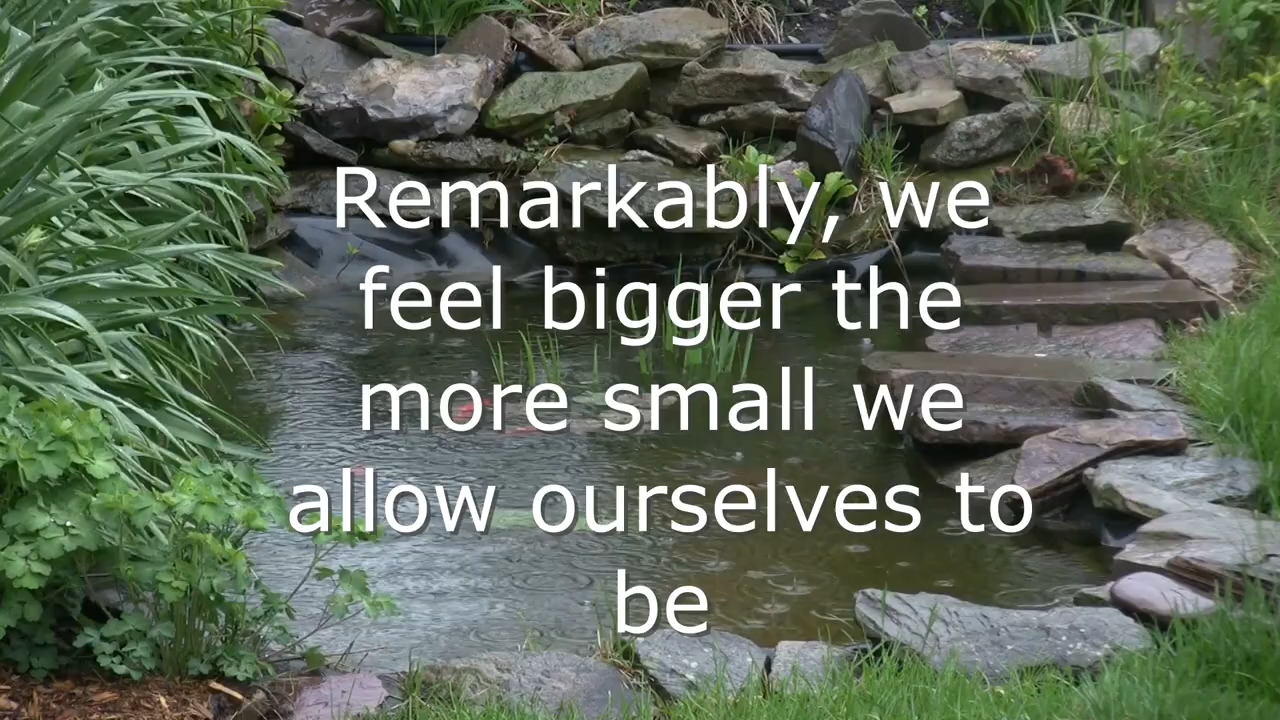 Remarkably, we
feel bigger the
more small we
allow ourselves to
be